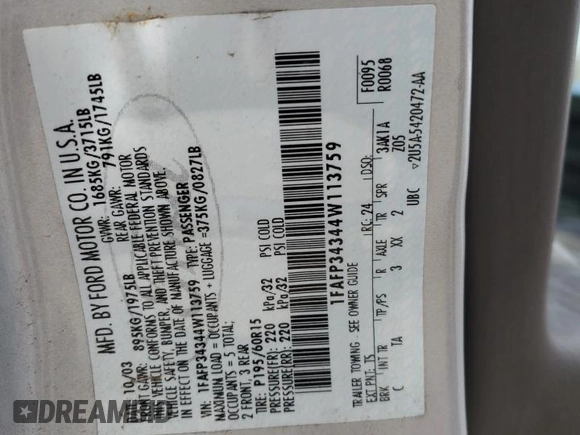 MFD. BY FORD MOTOR CO. IN U.S.A.
DATE: 10/03 GVWR: 1685KG/3715LB
FRONT GAWR: 895KG/1975LB REAR GAWR: 791KG/1745LB
THIS VEHICLE CONFORMS TO ALL APPLICABLE FEDERAL MOTOR
VEHICLE SAFETY, BUMPER, AND THEFT PREVENTION STANDARDS
IN EFFECT ON THE DATE OF MANUFACTURE SHOWN ABOVE.
VIN: 1FAFP34344W113759 TYPE: PASSENGER
MAXIMUM LOAD = OCCUPANTS + LUGGAGE =375KG/0827LB
OCCUPANTS = 5 TOTAL;
2 FRONT, 3 REAR
TIRE: P195/60R15
PRESSURE(FR): 220 kPa/32 PSI COLD
PRESSURE(RR): 220 kPa/32 PSI COLD
1FAFP34344W113759
F0095
R0068
TRAILER TOWING - SEE OWNER GUIDE
EXT PNT: TS RC: 24 DSO:
BRK INT TR TP/PS R AXLE TR SPR 3AK1A
C TA 3 XX 2 Z05
UBC ▽2U5A-5420472-AA
DREAMBID